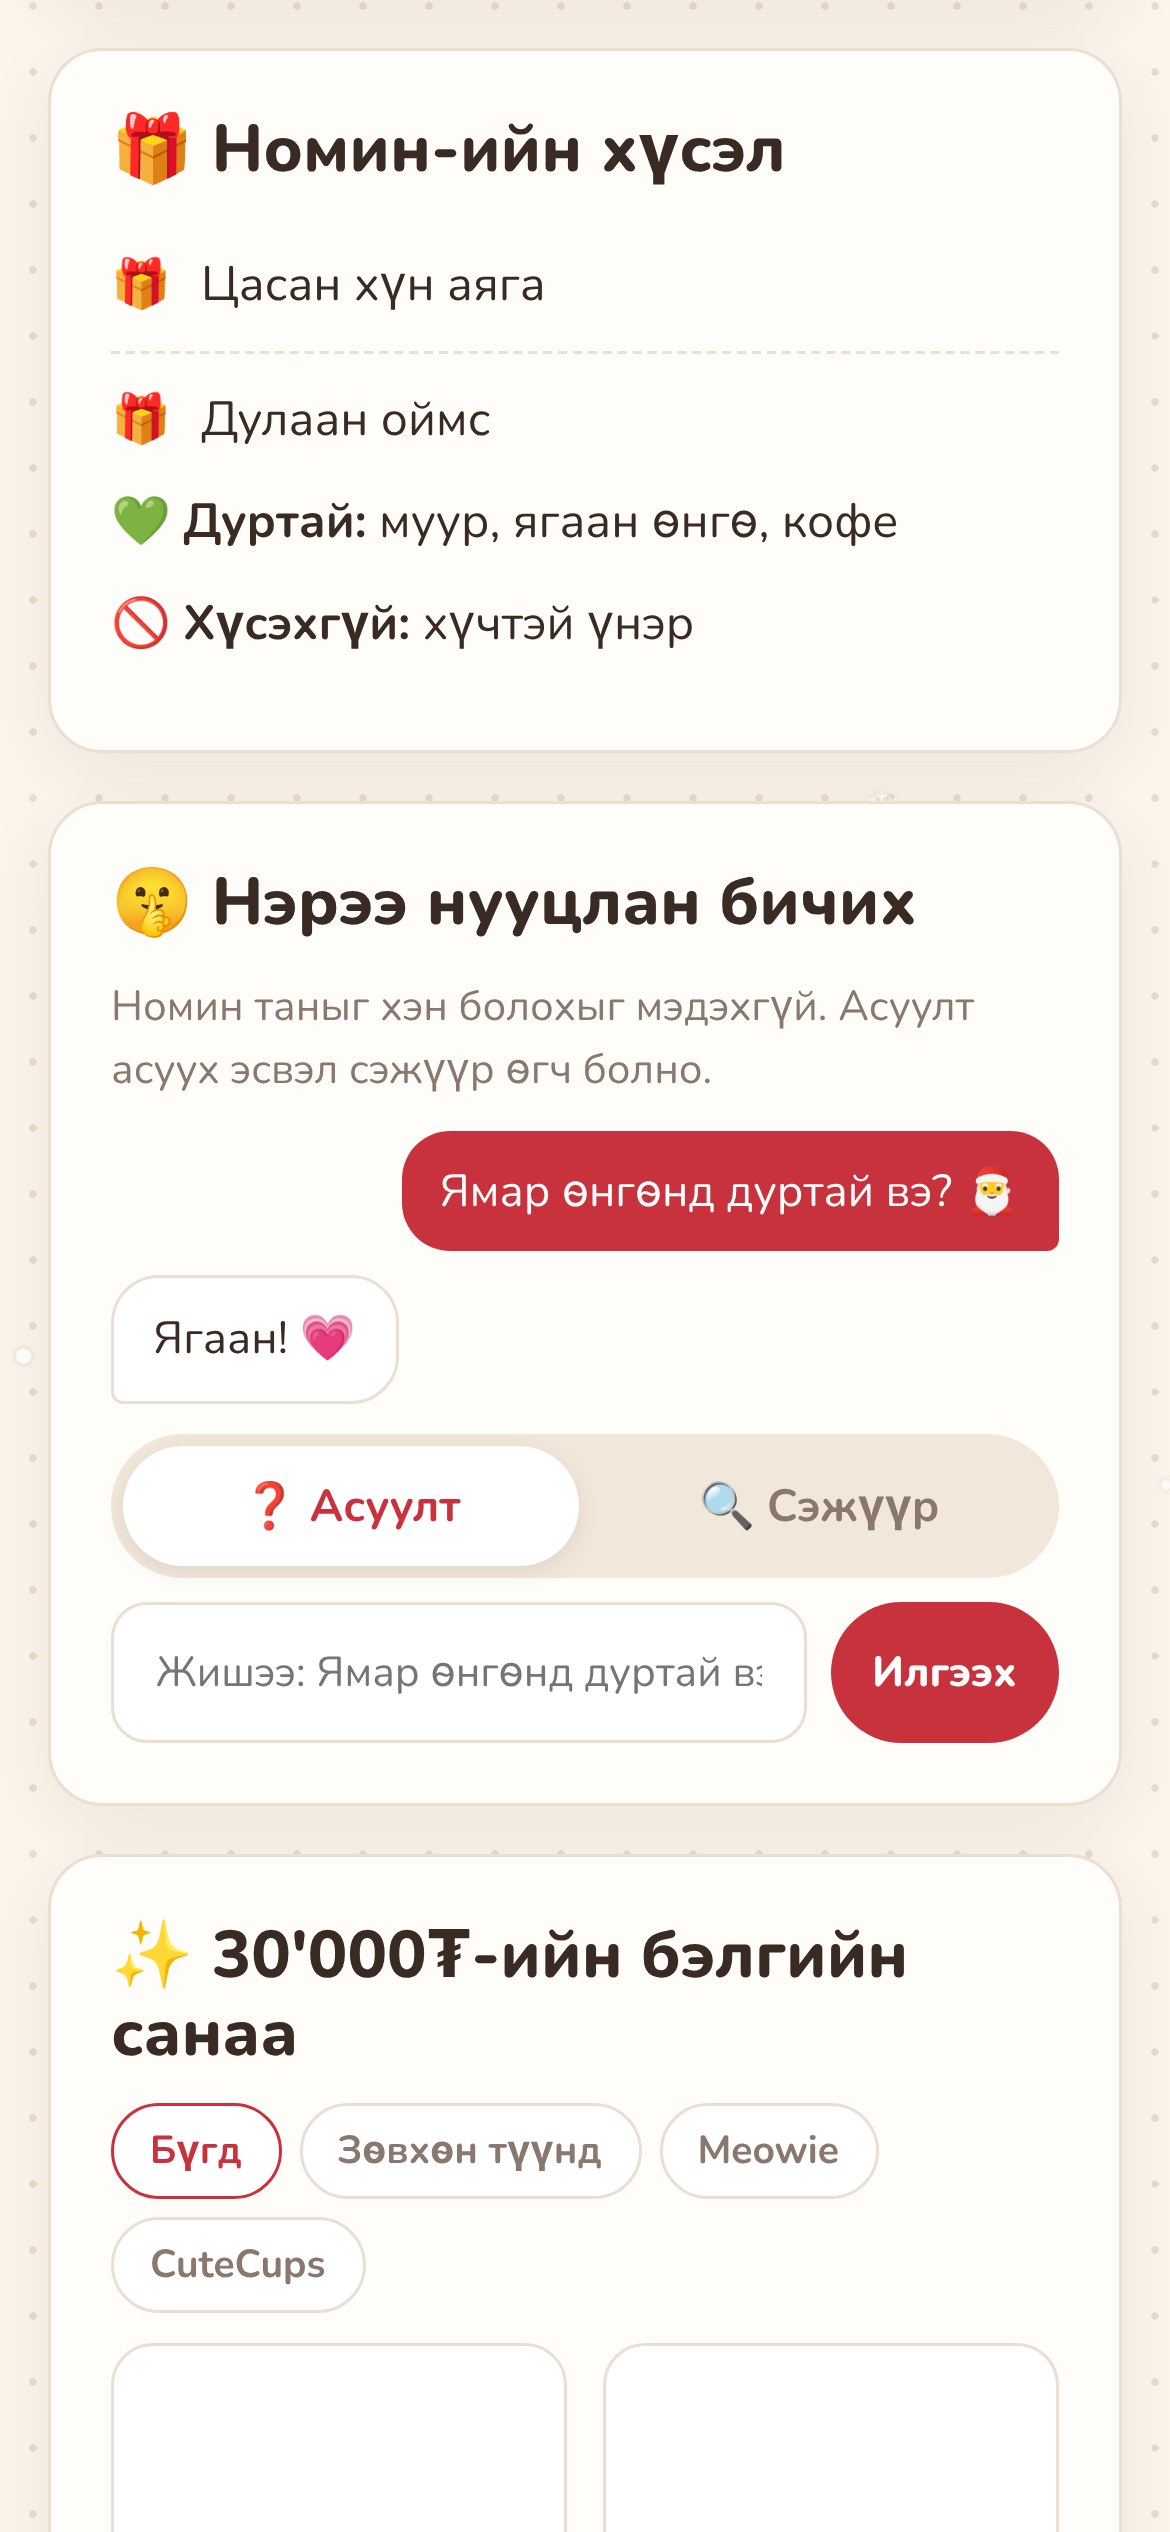 🎁 Номин-ийн хүсэл
🎁 Цасан хүн аяга
🎁 Дулаан оймс
💚 Дуртай: муур, ягаан өнгө, кофе
🚫 Хүсэхгүй: хүчтэй үнэр
🤫 Нэрээ нууцлан бичих
Номин таныг хэн болохыг мэдэхгүй. Асуулт
асуух эсвэл сэжүүр өгч болно.
Ямар өнгөнд дуртай вэ? 🎅
Ягаан! 💗
❓ Асуулт
🔍 Сэжүүр
Жишээ: Ямар өнгөнд дуртай вэ
Илгээх
✨ 30'000₮-ийн бэлгийн
санаа
Бүгд
Зөвхөн түүнд
Meowie
CuteCups